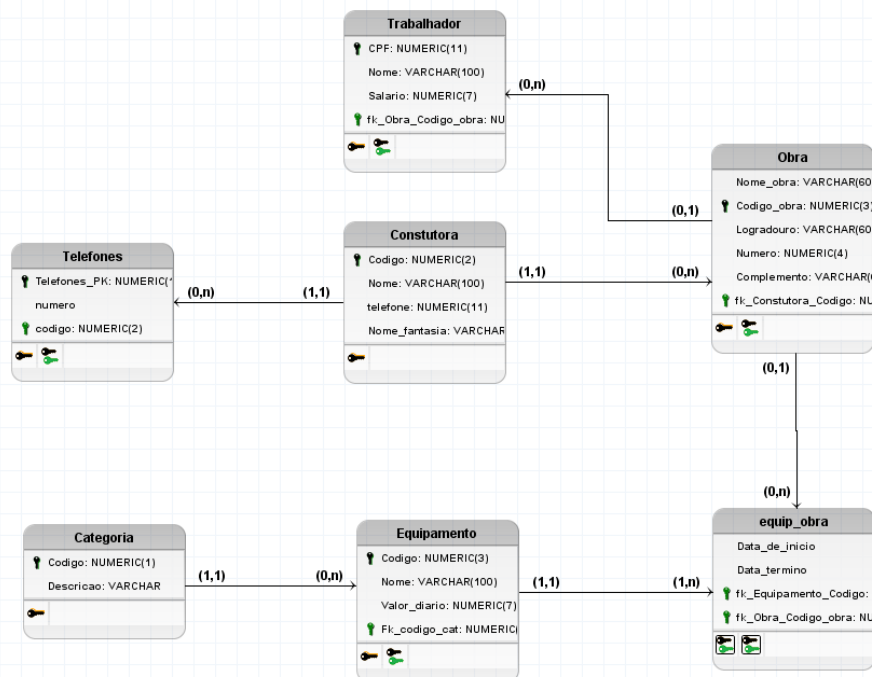 Trabalhador
CPF: NUMERIC(11)
Nome: VARCHAR(100)
Salario: NUMERIC(7)
fk_Obra_Codigo_obra: NU
(0,n)
(0,1)
Obra
Nome_obra: VARCHAR(60
Codigo_obra: NUMERIC(3)
Logradouro: VARCHAR(60
Numero: NUMERIC(4)
Complemento: VARCHAR(
fk_Constutora_Codigo: NU
Constutora
Codigo: NUMERIC(2)
Nome: VARCHAR(100)
telefone: NUMERIC(11)
Nome_fantasia: VARCHAR
(1,1)
(0,n)
Telefones
Telefones_PK: NUMERIC(
numero
codigo: NUMERIC(2)
(0,n)
(1,1)
(0,1)
(0,n)
Categoria
Codigo: NUMERIC(1)
Descricao: VARCHAR
(1,1)
(0,n)
Equipamento
Codigo: NUMERIC(3)
Nome: VARCHAR(100)
Valor_diario: NUMERIC(7)
Fk_codigo_cat: NUMERIC(
(1,1)
(1,n)
equip_obra
Data_de_inicio
Data_termino
fk_Equipamento_Codigo:
fk_Obra_Codigo_obra: NU